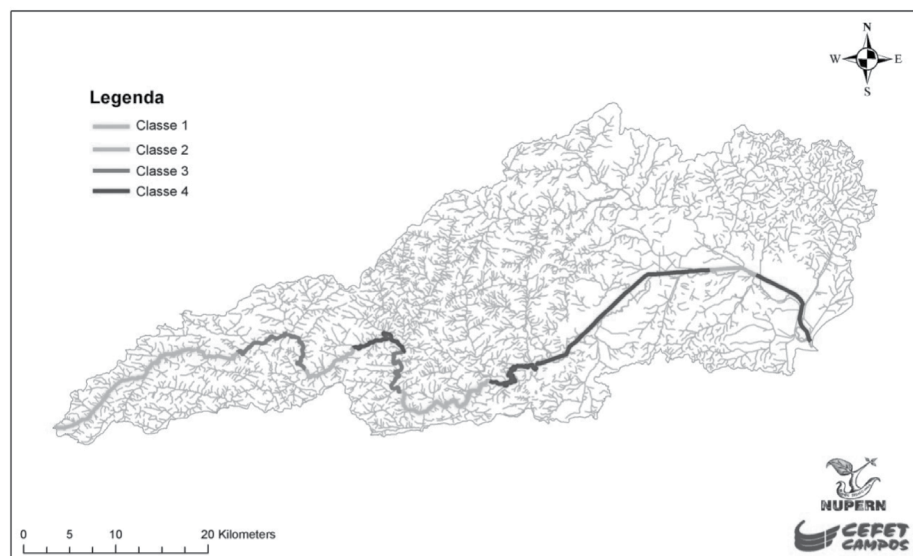 N
W E
S
Legenda
Classe 1
Classe 2
Classe 3
Classe 4
NUPERN
CEFET
CAMPOS
0 5 10 20 Kilometers